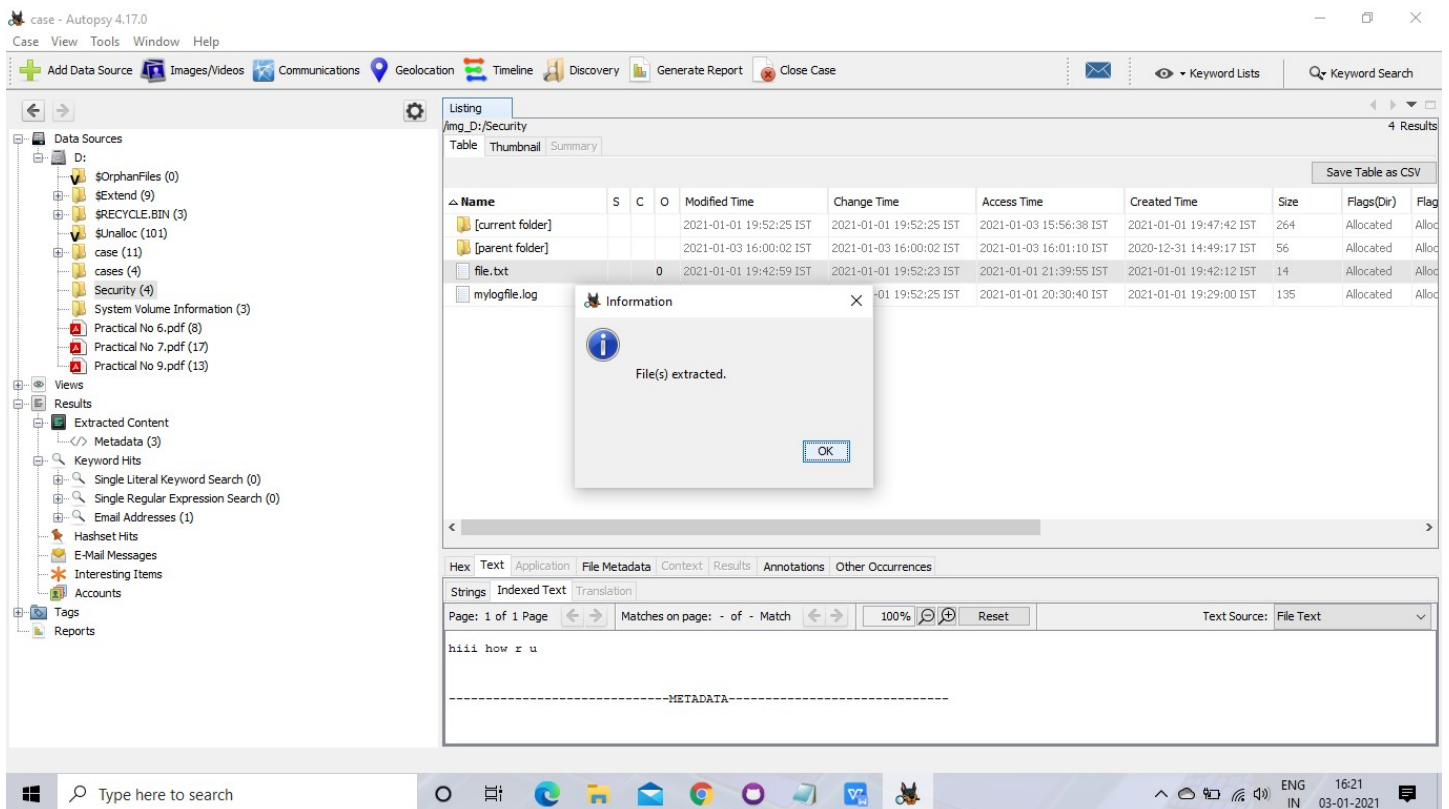 case - Autopsy 4.17.0
Case View Tools Window Help
Add Data Source Images/Videos Communications Geolocation Timeline Discovery Generate Report Close Case Keyword Lists Keyword Search
Data Sources
D:
$OrphanFiles (0)
$Extend (9)
$RECYCLE.BIN (3)
$Unalloc (101)
case (11)
cases (4)
Security (4)
System Volume Information (3)
Practical No 6.pdf (8)
Practical No 7.pdf (17)
Practical No 9.pdf (13)
Views
Results
Extracted Content
Metadata (3)
Keyword Hits
Single Literal Keyword Search (0)
Single Regular Expression Search (0)
Email Addresses (1)
Hashset Hits
E-Mail Messages
Interesting Items
Accounts
Tags
Reports
Listing
/img_D:/Security
4 Results
Table Thumbnail Summary
Save Table as CSV
Name S C O Modified Time Change Time Access Time Created Time Size Flags(Dir) Flag
[current folder] 2021-01-01 19:52:25 IST 2021-01-01 19:52:25 IST 2021-01-03 15:56:38 IST 2021-01-01 19:47:42 IST 264 Allocated Alloc
[parent folder] 2021-01-03 16:00:02 IST 2021-01-03 16:00:02 IST 2021-01-03 16:01:10 IST 2020-12-31 14:49:17 IST 56 Allocated Alloc
file.txt 0 2021-01-01 19:42:59 IST 2021-01-01 19:52:23 IST 2021-01-01 21:39:55 IST 2021-01-01 19:42:12 IST 14 Allocated Alloc
mylogfile.log -01 19:52:25 IST 2021-01-01 20:30:40 IST 2021-01-01 19:29:00 IST 135 Allocated Alloc
Information
File(s) extracted.
OK
Hex Text Application File Metadata Context Results Annotations Other Occurrences
Strings Indexed Text Translation
Page: 1 of 1 Page Matches on page: - of - Match 100% Reset Text Source: File Text
hiii how r u
------------------------------METADATA------------------------------
Type here to search
ENG
IN
16:21
03-01-2021